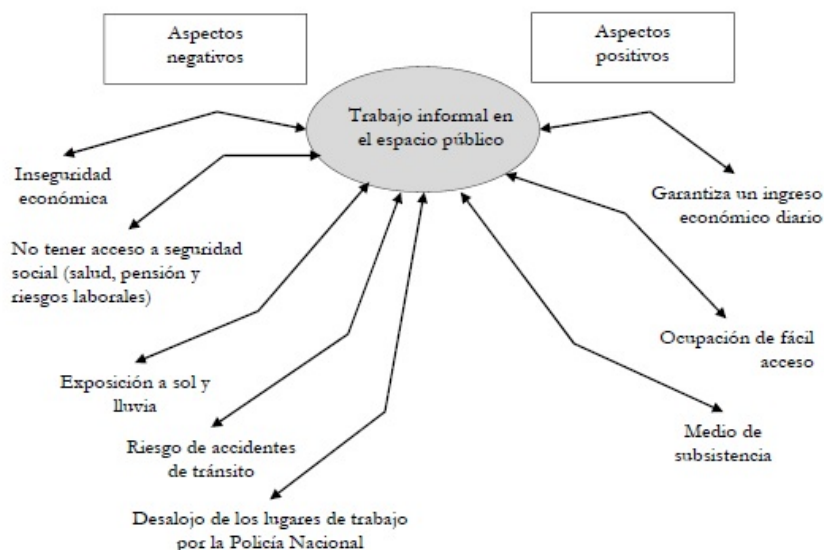 Aspectos
negativos
Aspectos
positivos
Trabajo informal en
el espacio público
Inseguridad
económica
No tener acceso a seguridad
social (salud, pensión y
riesgos laborales)
Exposición a sol y
lluvia
Riesgo de accidentes
de tránsito
Desalojo de los lugares de trabajo
por la Policía Nacional
Garantiza un ingreso
económico diario
Ocupación de fácil
acceso
Medio de
subsistencia